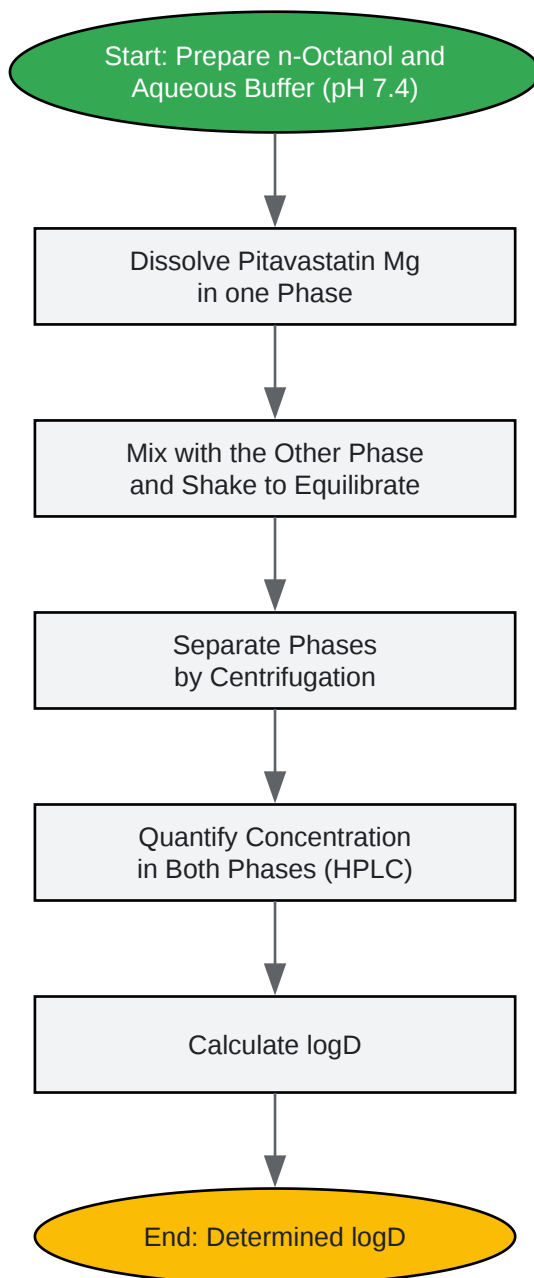 Start: Prepare n-Octanol and
Aqueous Buffer (pH 7.4)
Dissolve Pitavastatin Mg
in one Phase
Mix with the Other Phase
and Shake to Equilibrate
Separate Phases
by Centrifugation
Quantify Concentration
in Both Phases (HPLC)
Calculate logD
End: Determined logD